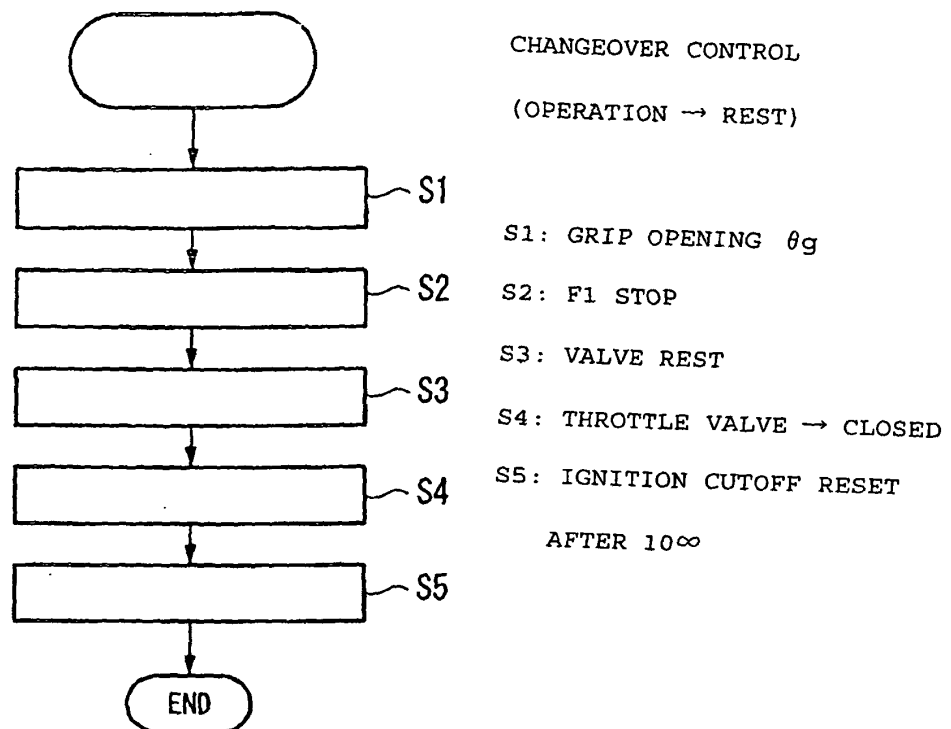 CHANGEOVER CONTROL
(OPERATION → REST)
S1
S2
S3
S4
S5
END
S1: GRIP OPENING θg
S2: F1 STOP
S3: VALVE REST
S4: THROTTLE VALVE → CLOSED
S5: IGNITION CUTOFF RESET
AFTER 10∞